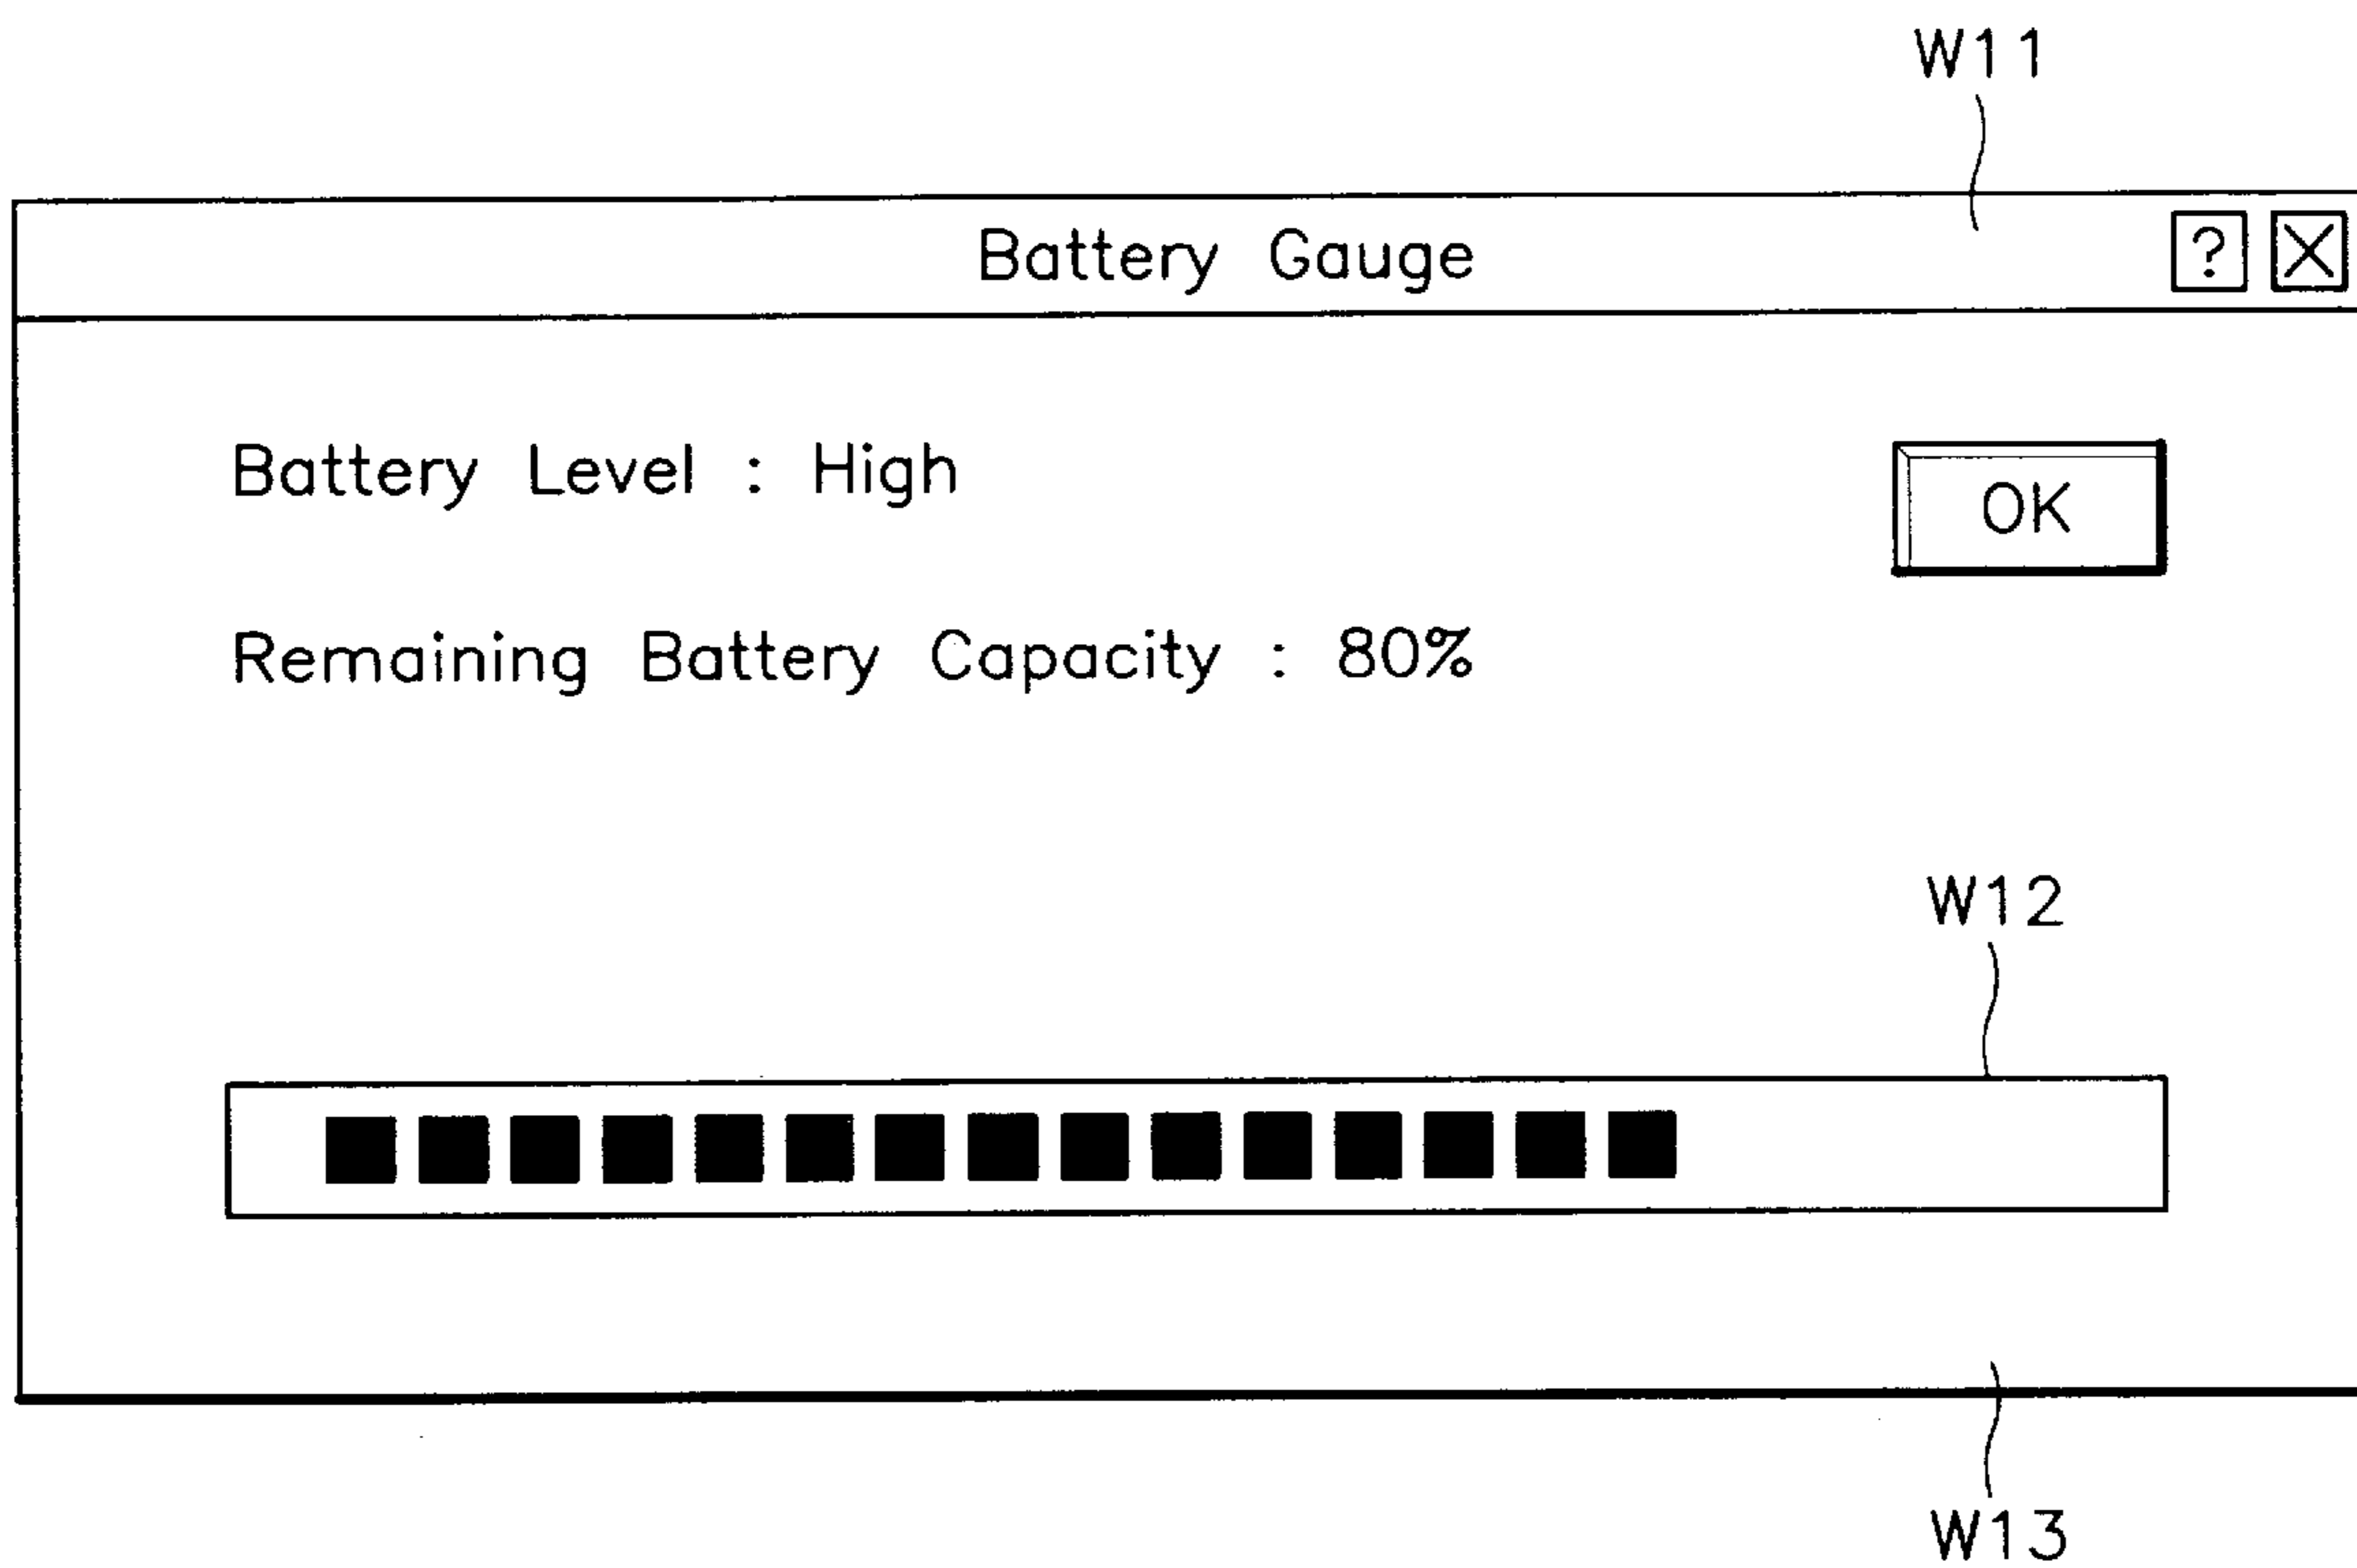 W11
Battery Gauge ? X
Battery Level : High
OK
Remaining Battery Capacity : 80%
W12
W13